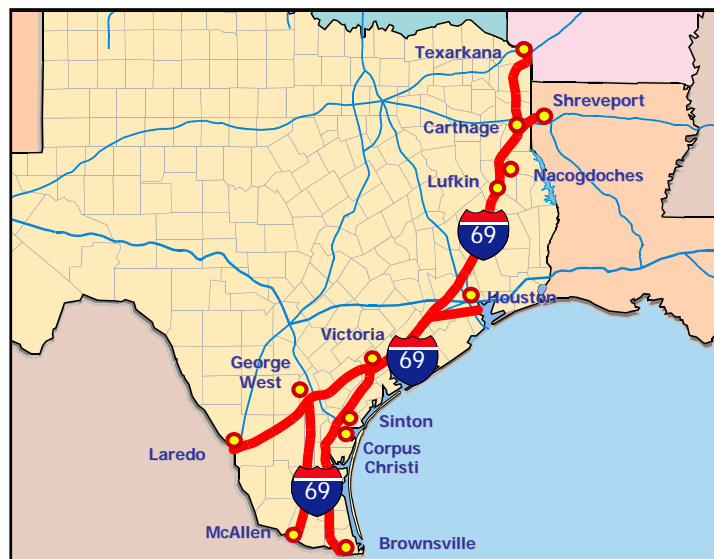 Texarkana
Shreveport
Carthage
Nacogdoches
Lufkin
69
Houston
Victoria
69
George
West
Sinton
Laredo
Corpus
Christi
69
McAllen
Brownsville